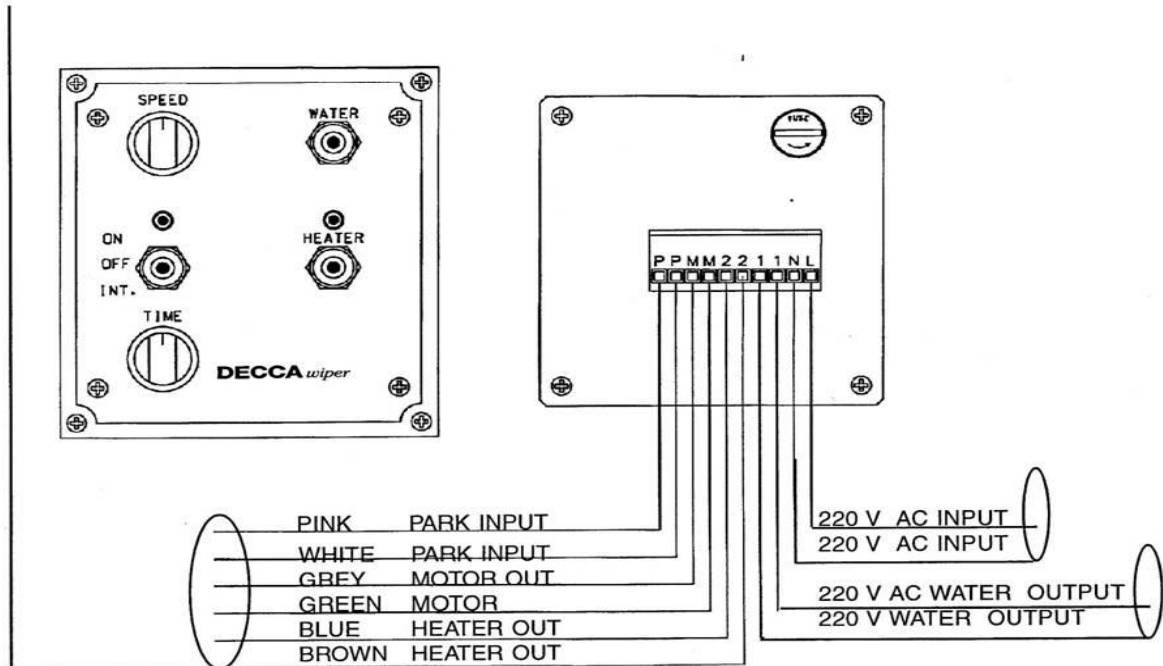 SPEED
WATER
ON
OFF
INT.
HEATER
TIME
DECCA wiper
FUSE
P P M M 2 2 1 1 N L
PINK PARK INPUT
WHITE PARK INPUT
GREY MOTOR OUT
GREEN MOTOR
BLUE HEATER OUT
BROWN HEATER OUT
220 V AC INPUT
220 V AC INPUT
220 V AC WATER OUTPUT
220 V WATER OUTPUT